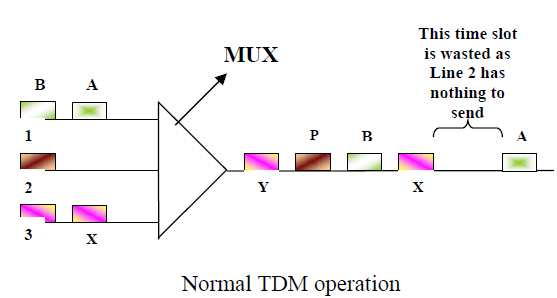 This time slot
is wasted as
Line 2 has
nothing to
send
MUX
B A
1
2
3 X
P B A
Y X
Normal TDM operation